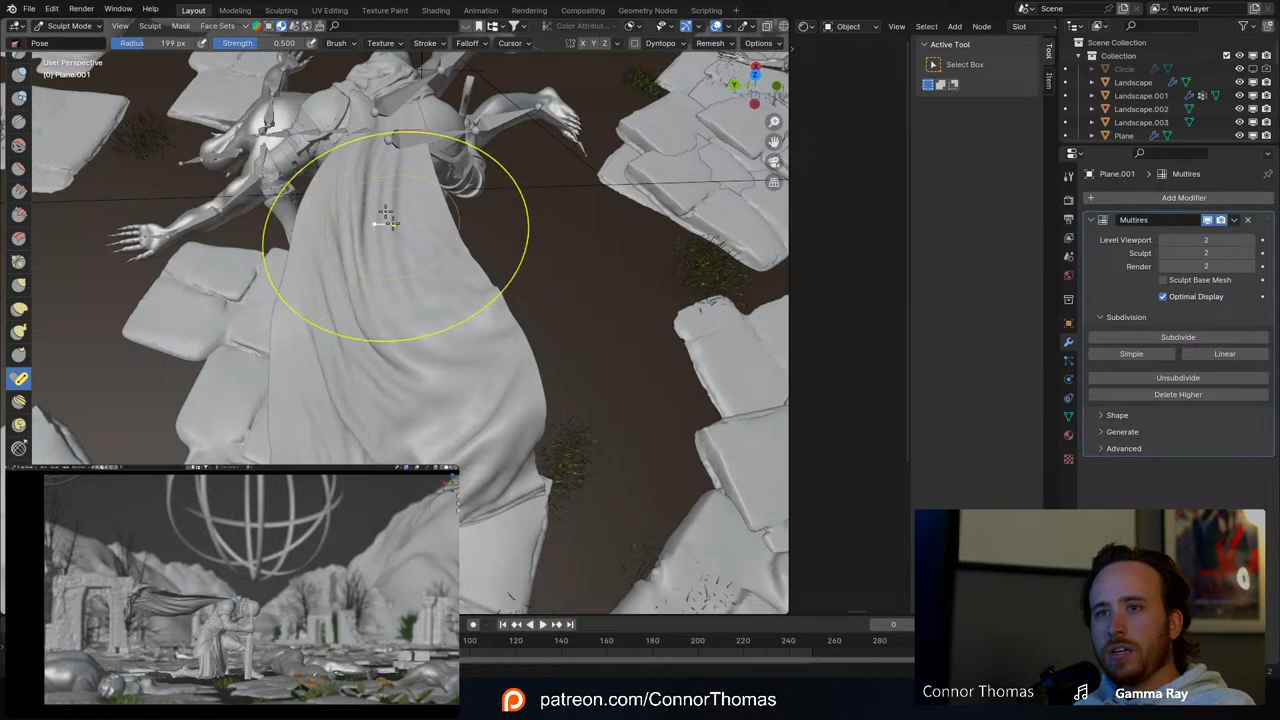 File Edit Render Window Help Layout Modeling Sculpting UV Editing Texture Paint Shading Animation Rendering Compositing Geometry Nodes Scene ViewLayer
Sculpt Mode View Sculpt Mask Face Sets Color Attribute... Object View Select Add Node Slot
Pose Radius 199 px Strength 0.500 Brush Texture Stroke Falloff Cursor X Y Z Dyntopo Remesh Options
User Perspective
(0) Plane.001
Active Tool
Select Box
Tool
Item
Scene Collection
Collection
Circle
Landscape
Landscape.001
Landscape.002
Landscape.003
Plane
Plane.001 Multires
Add Modifier
Multires
Level Viewport 2
Sculpt 2
Render 2
Sculpt Base Mesh
Optimal Display
Subdivision
Subdivide
Simple Linear
Unsubdivide
Delete Higher
Shape
Generate
Advanced
0
100 120 140 160 180 200 220 240 260 280
patreon.com/ConnorThomas
Connor Thomas Gamma Ray